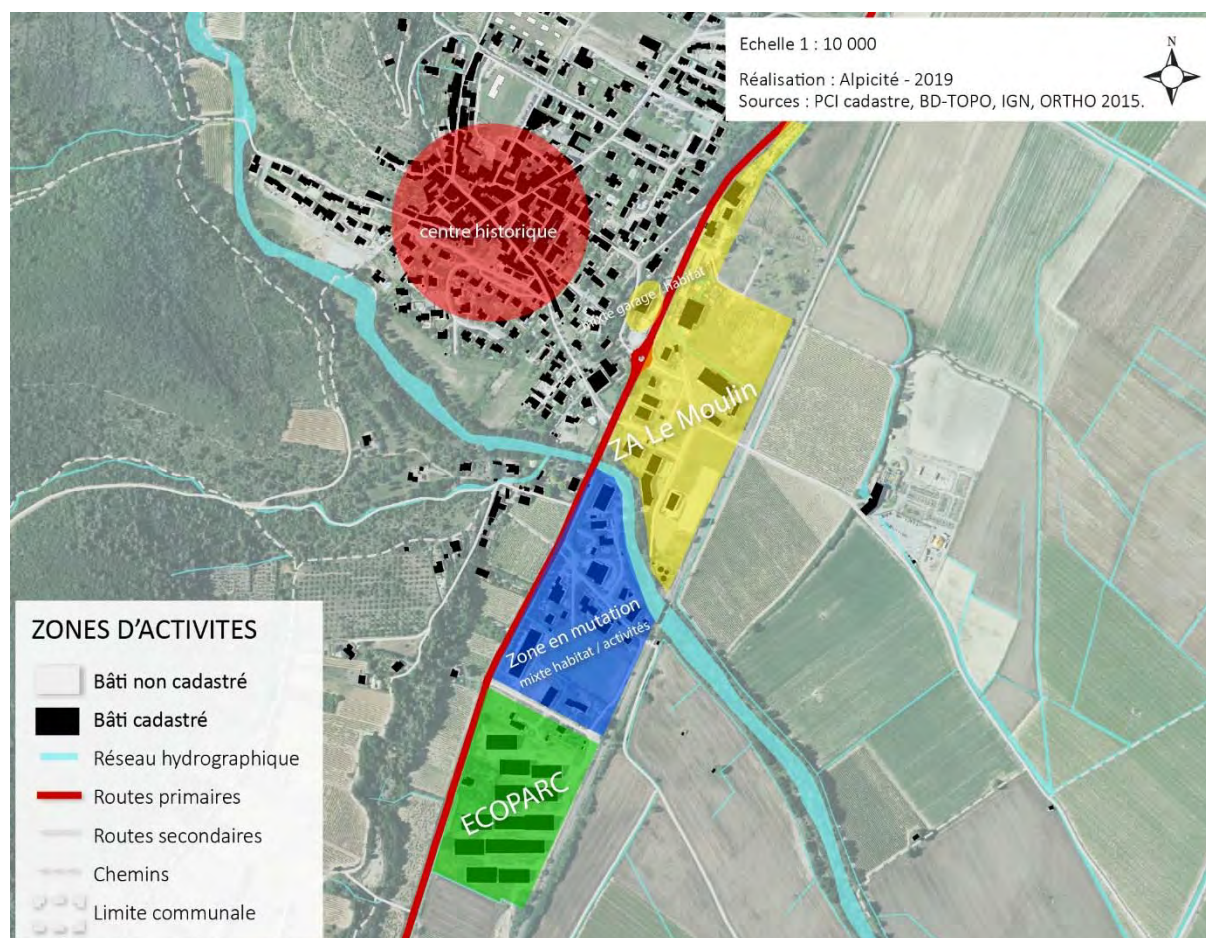 Echelle 1 : 10 000
Réalisation : Alpicité - 2019
Sources : PCI cadastre, BD-TOPO, IGN, ORTHO 2015.
N
centre historique
mixte garage / habitat
ZA Le Moulin
Zone en mutation
mixte habitat / activités
ECOPARC
ZONES D'ACTIVITES
Bâti non cadastré
Bâti cadastré
Réseau hydrographique
Routes primaires
Routes secondaires
Chemins
Limite communale